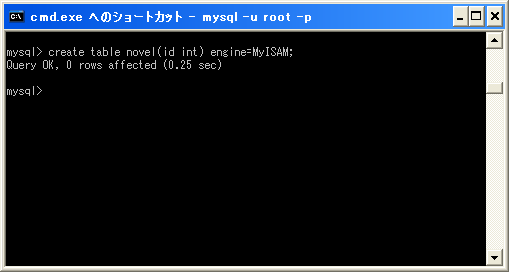 cmd.exe へのショートカット - mysql -u root -p
mysql> create table novel(id int) engine=MyISAM;
Query OK, 0 rows affected (0.25 sec)
mysql>